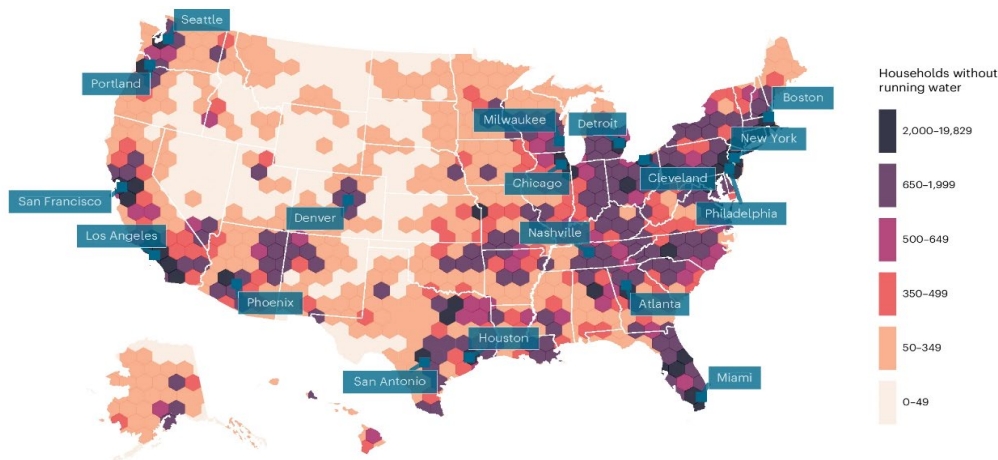 Seattle
Portland
San Francisco
Los Angeles
Phoenix
Denver
San Antonio
Houston
Nashville
Atlanta
Miami
Milwaukee
Chicago
Detroit
Cleveland
Philadelphia
New York
Boston
Households without
running water
2,000–19,829
650–1,999
500–649
350–499
50–349
0–49